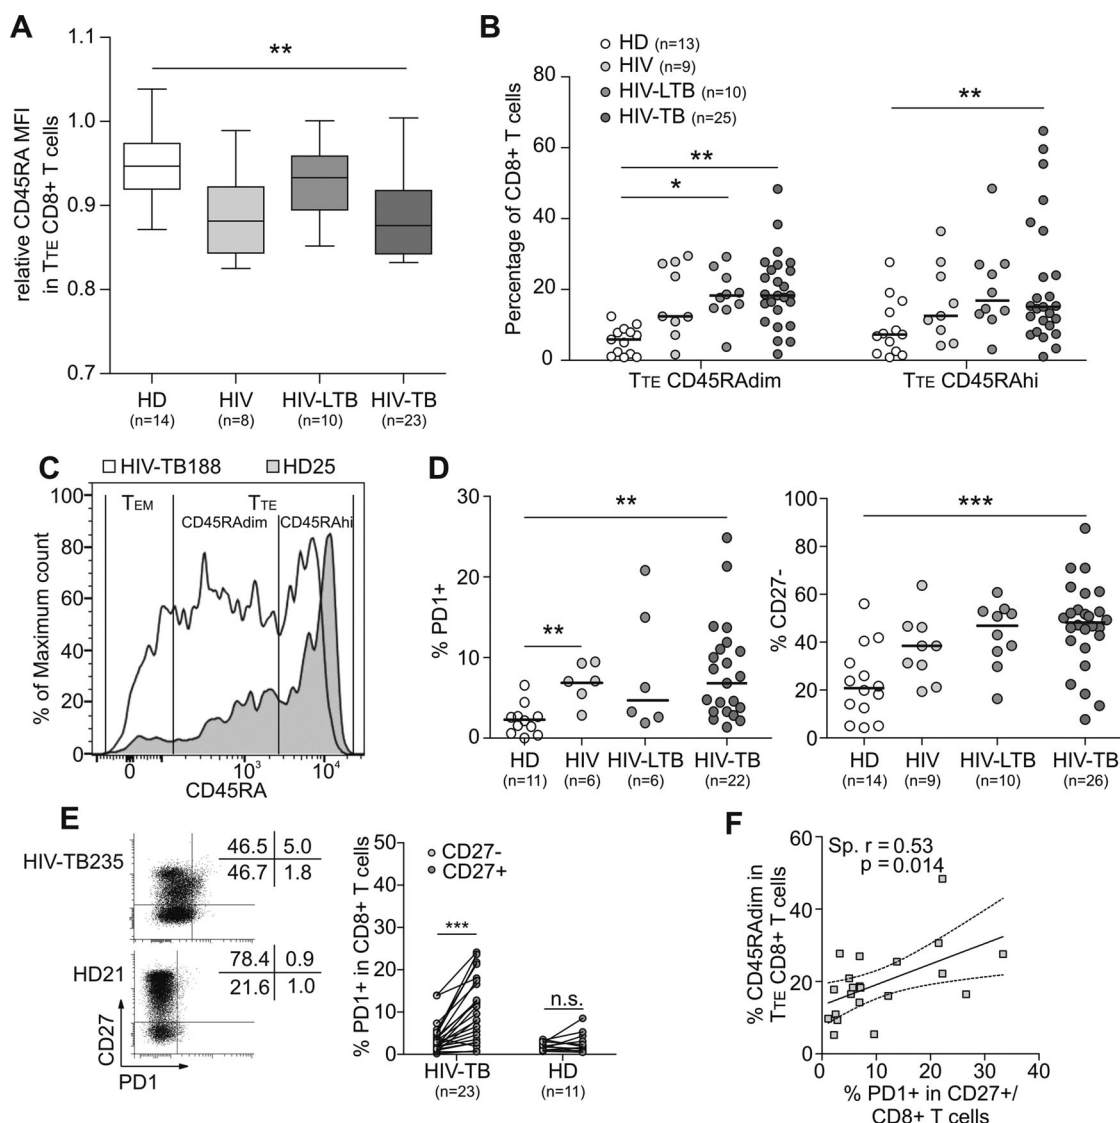 A
relative CD45RA MFI
in TTE CD8+ T cells
1.1
1.0
0.9
0.8
0.7
**
HD
(n=14)
HIV
(n=8)
HIV-LTB
(n=10)
HIV-TB
(n=23)
B
HD (n=13)
HIV (n=9)
HIV-LTB (n=10)
HIV-TB (n=25)
Percentage of CD8+ T cells
80
60
40
20
0
**
*
**
TTE CD45RAdim
TTE CD45RAhi
C
HIV-TB188
HD25
% of Maximum count
100
80
60
40
20
0
TEM
TTE
CD45RAdim
CD45RAhi
0
10³
10⁴
CD45RA
D
% PD1+
30
20
10
0
**
**
HD
(n=11)
HIV
(n=6)
HIV-LTB
(n=6)
HIV-TB
(n=22)
% CD27-
100
80
60
40
20
0
***
HD
(n=14)
HIV
(n=9)
HIV-LTB
(n=10)
HIV-TB
(n=26)
E
HIV-TB235
46.5 5.0
46.7 1.8
HD21
78.4 0.9
21.6 1.0
CD27
PD1
% PD1+ in CD8+ T cells
50
40
30
20
10
0
CD27-
CD27+
***
n.s.
HIV-TB
(n=23)
HD
(n=11)
F
% CD45RAdim in
TTE CD8+ T cells
60
40
20
0
Sp. r = 0.53
p = 0.014
0
10
20
30
40
% PD1+ in CD27+/
CD8+ T cells